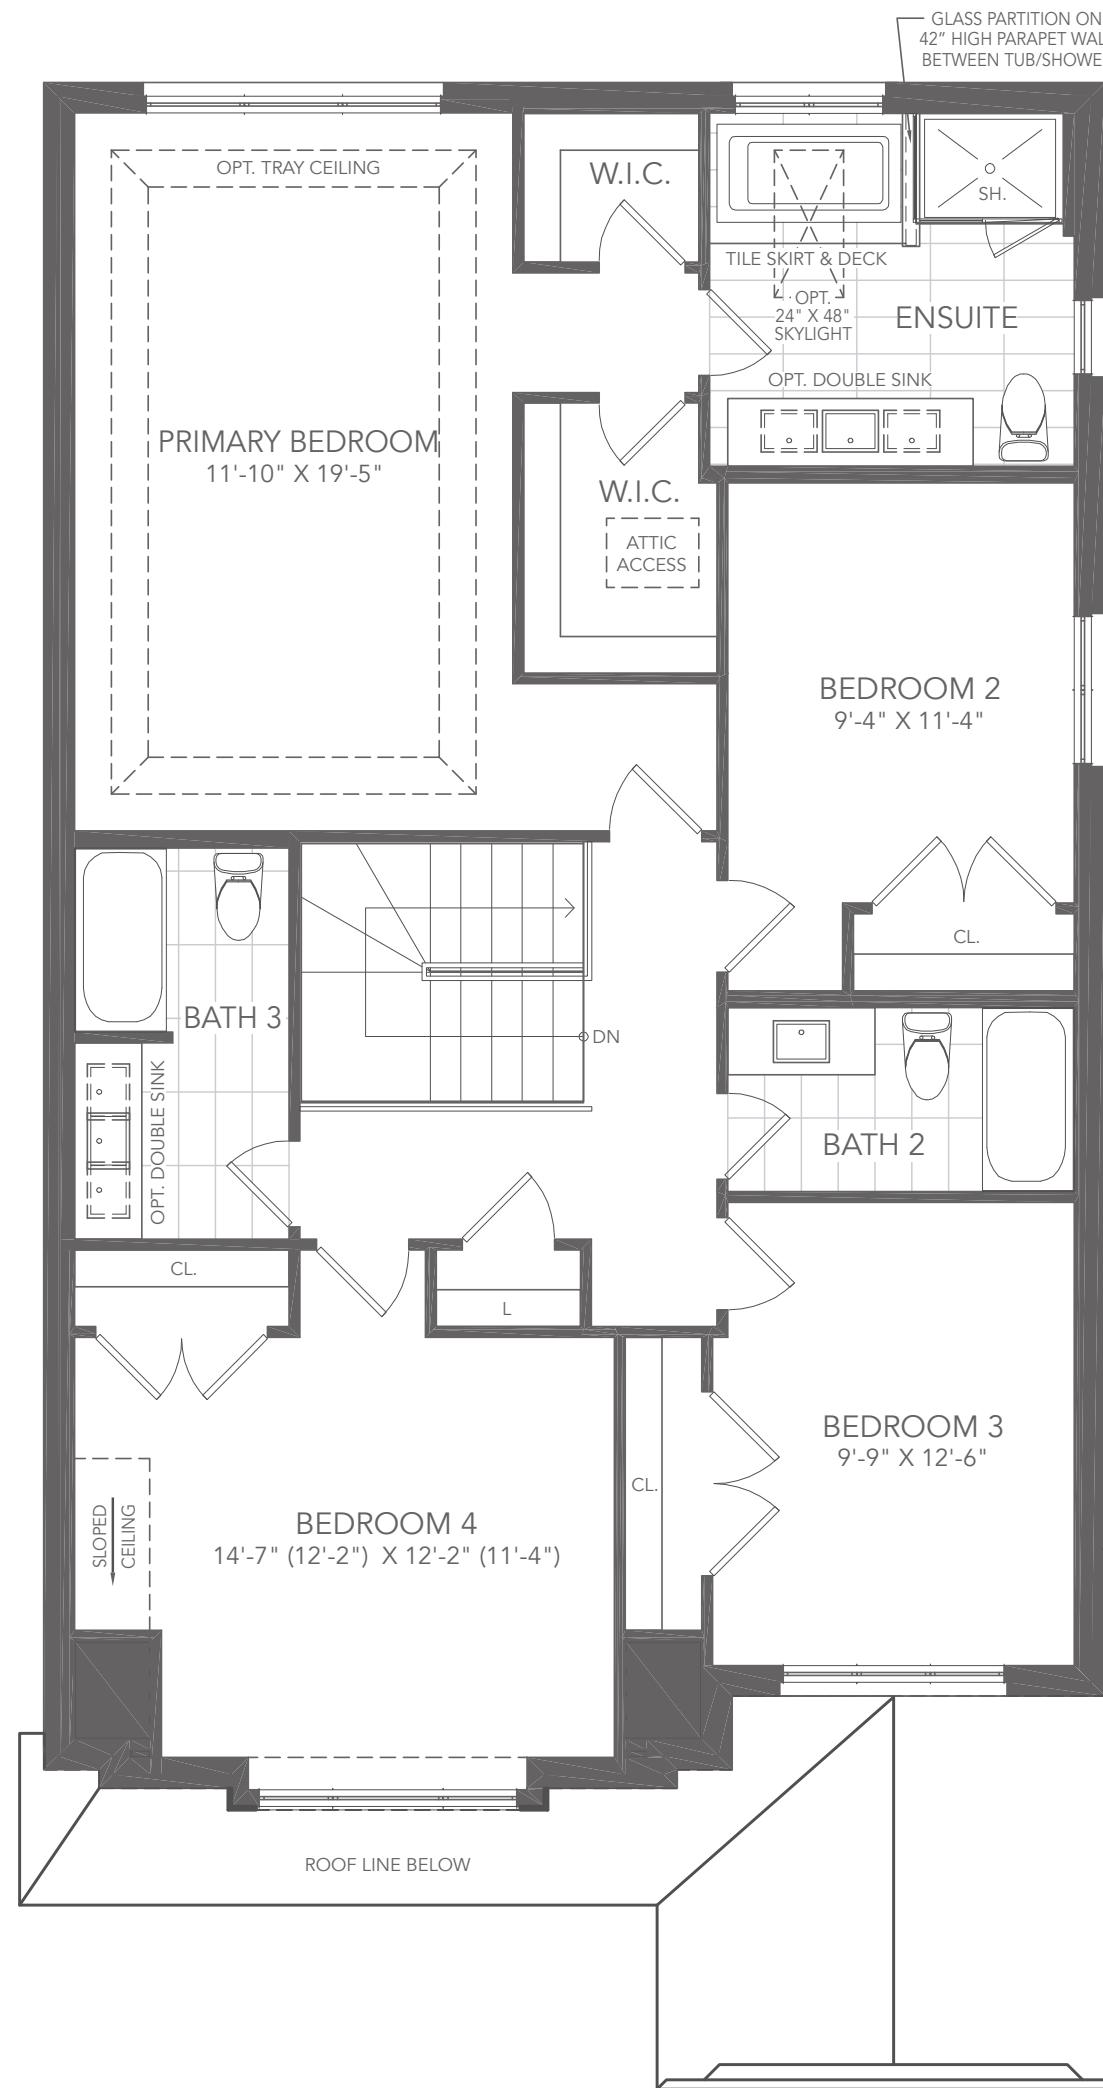 GLASS PARTITION ON
42" HIGH PARAPET WAL
BETWEEN TUB/SHOWE
OPT. TRAY CEILING
W.I.C.
SH.
TILE SKIRT & DECK
OPT.
24" X 48"
SKYLIGHT
ENSUITE
OPT. DOUBLE SINK
PRIMARY BEDROOM
11'-10" X 19'-5"
W.I.C.
ATTIC
ACCESS
BEDROOM 2
9'-4" X 11'-4"
CL.
BATH 3
DN
OPT. DOUBLE SINK
BATH 2
CL.
L
BEDROOM 3
9'-9" X 12'-6"
CL.
SLOPED
CEILING
BEDROOM 4
14'-7" (12'-2") X 12'-2" (11'-4")
ROOF LINE BELOW